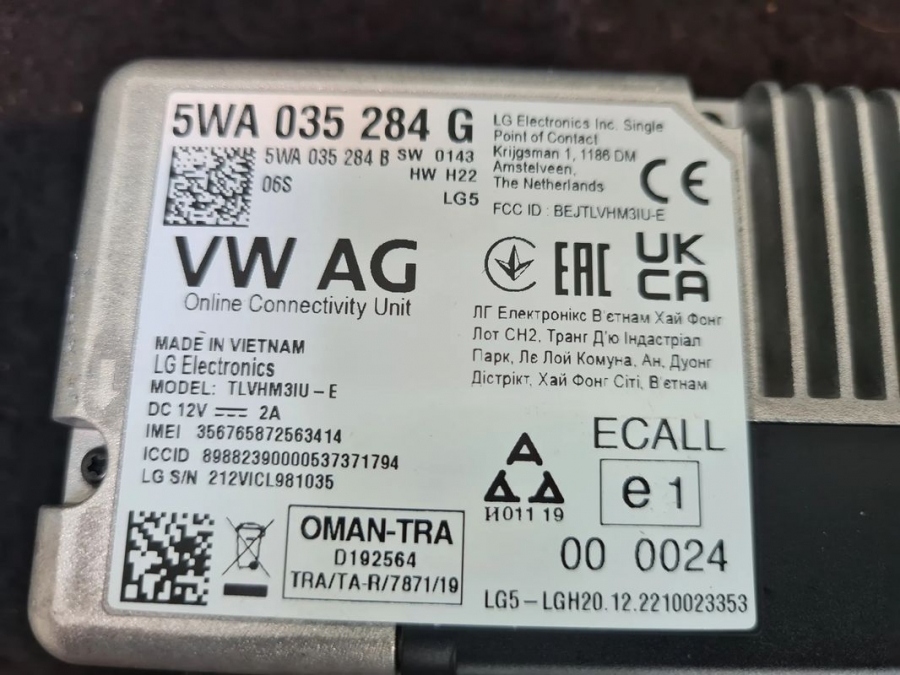 5WA 035 284 G
5WA 035 284 B SW 0143
HW H22
06S
LG5
LG Electronics Inc. Single
Point of Contact
Krijgsman 1, 1186 DM
Amstelveen,
The Netherlands
CE
FCC ID : BEJTLVHM3IU-E
VW AG
Online Connectivity Unit
EAC
UK
CA
ЛГ Електронікс В'єтнам Хай Фонг
Лот СН2, Транг Д'ю Індастріал
Парк, Лє Лой Комуна, Ан, Дуонг
Дістрікт, Хай Фонг Сіті, В'єтнам
MADE IN VIETNAM
LG Electronics
MODEL: TLVHM3IU-E
DC 12V 2A
IMEI 356765872563414
ICCID 89882390000537371794
LG S/N 212VICL981035
ECALL
e1
И011 19
00 0024
OMAN-TRA
D192564
TRA/TA-R/7871/19
LG5-LGH20.12.2210023353